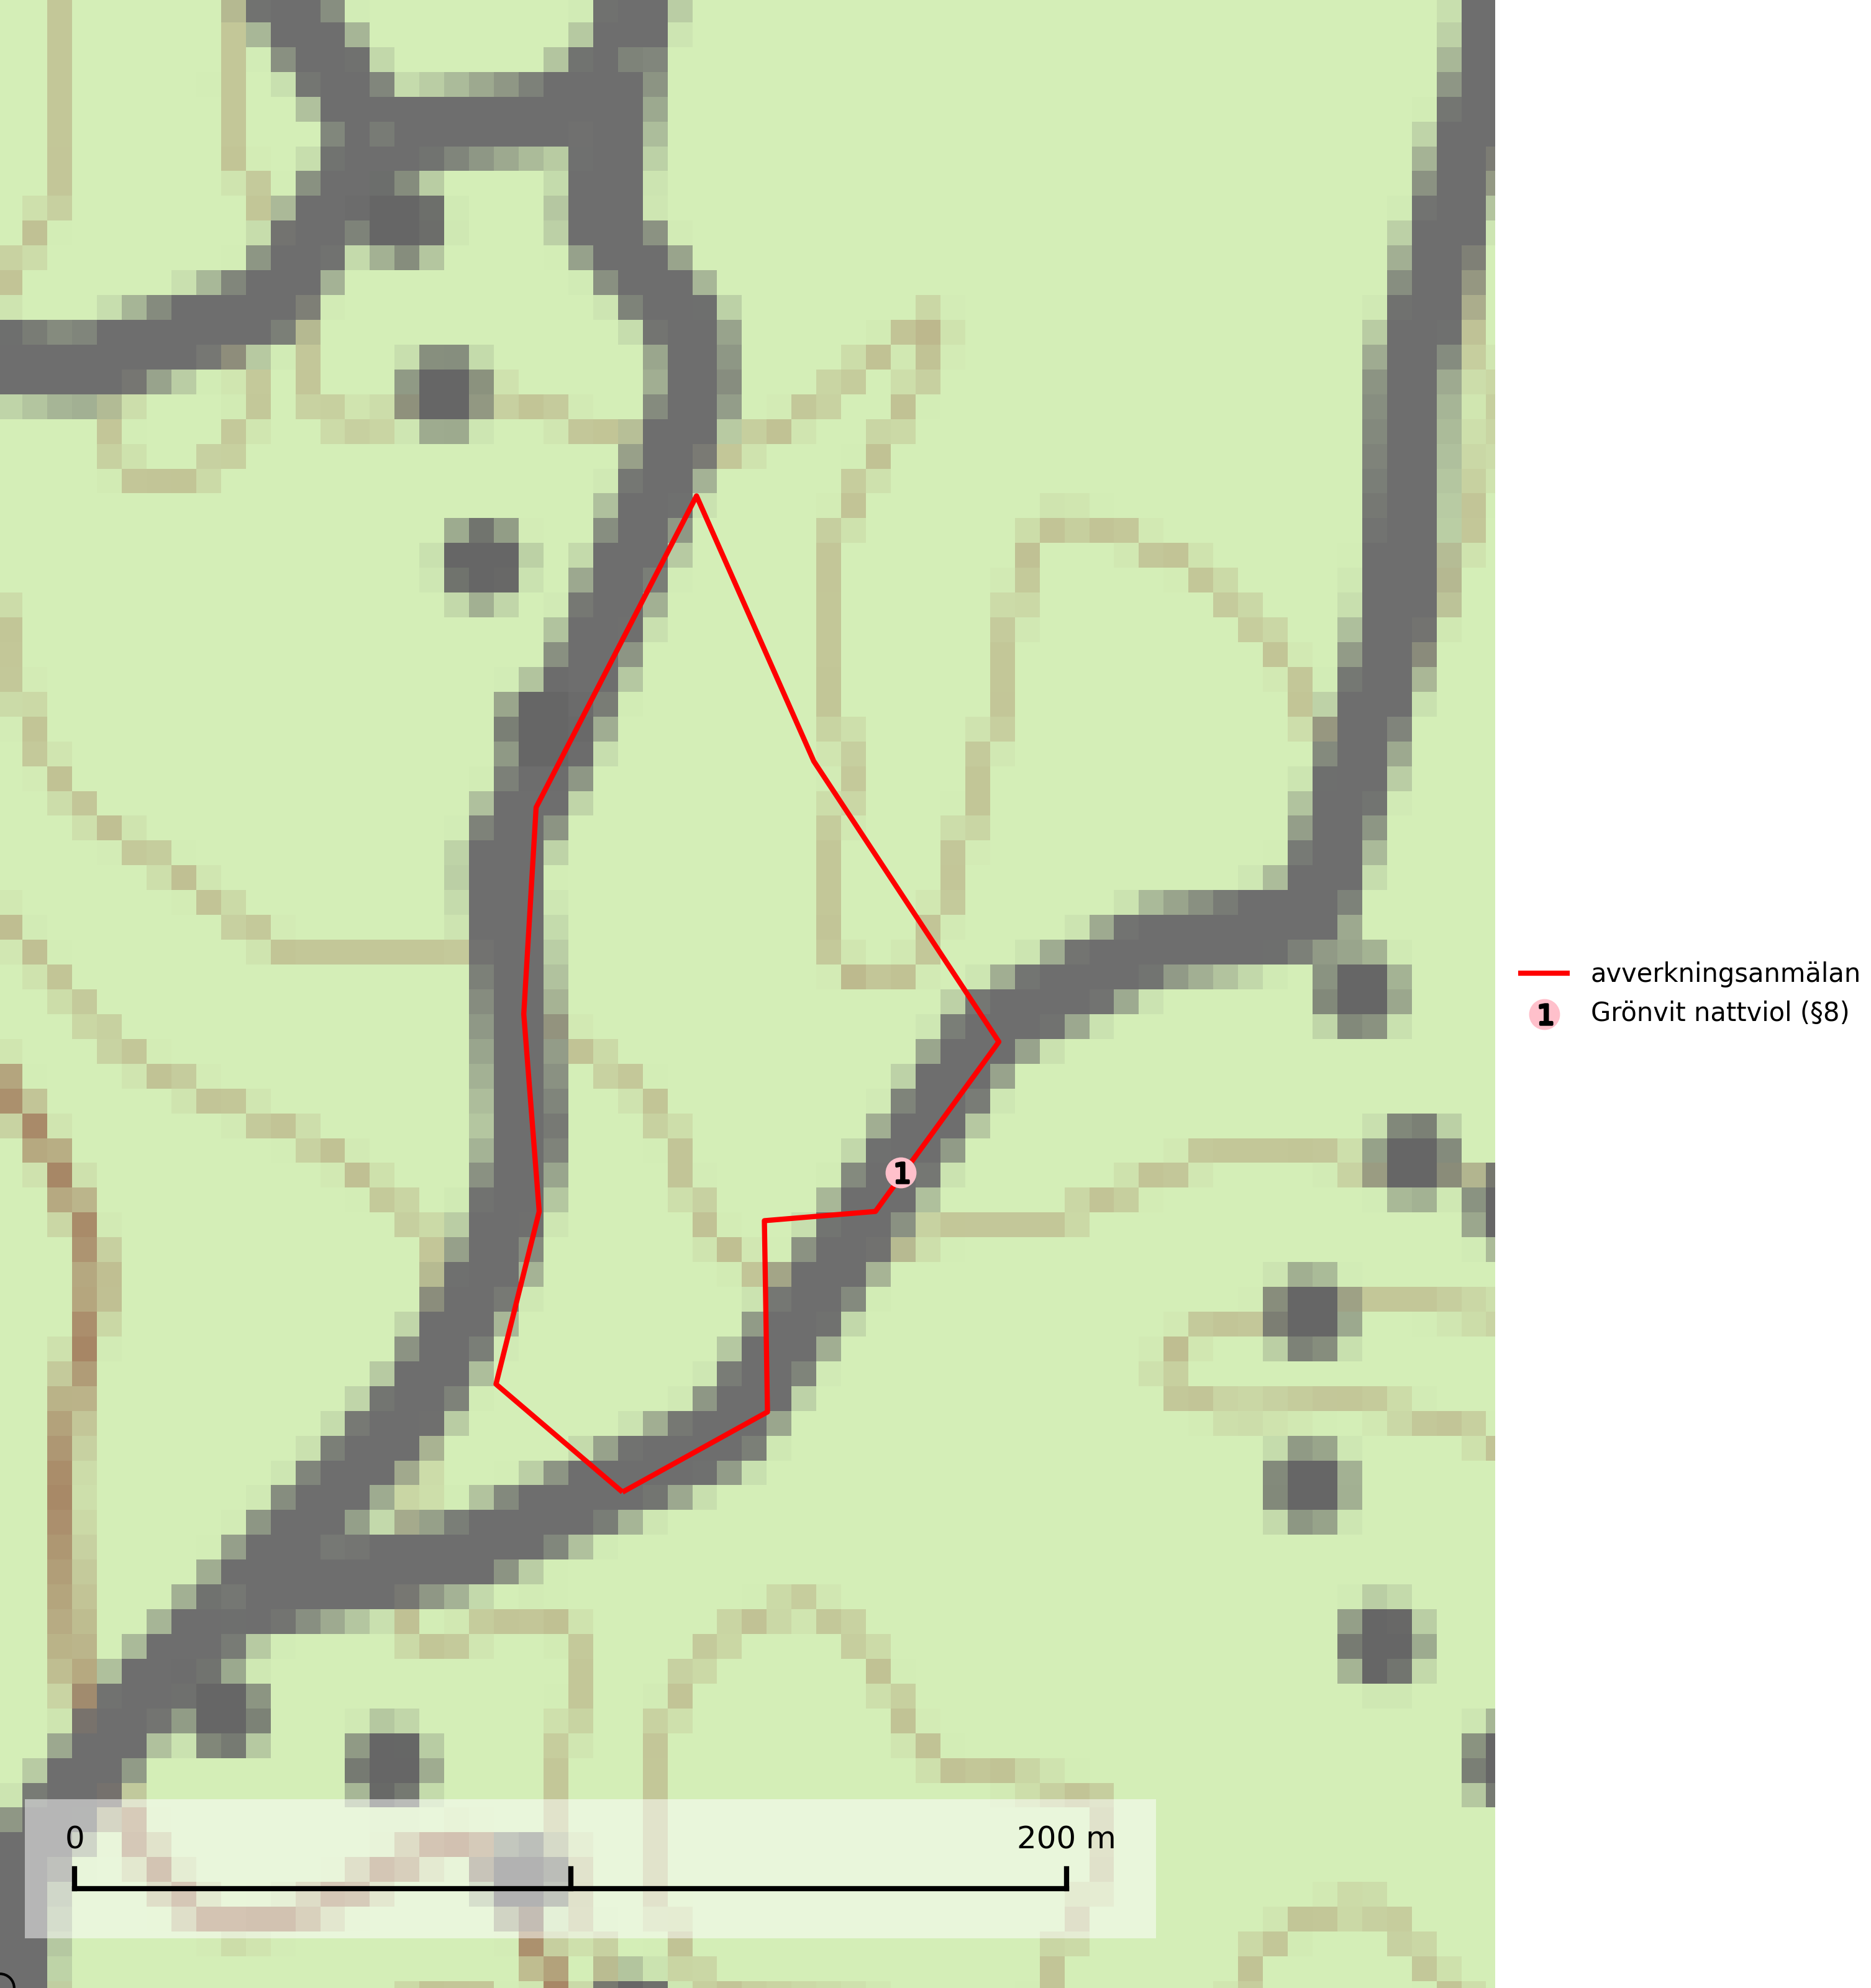 1
avverkningsanmälan
1 Grönvit nattviol (§8)
0 200 m